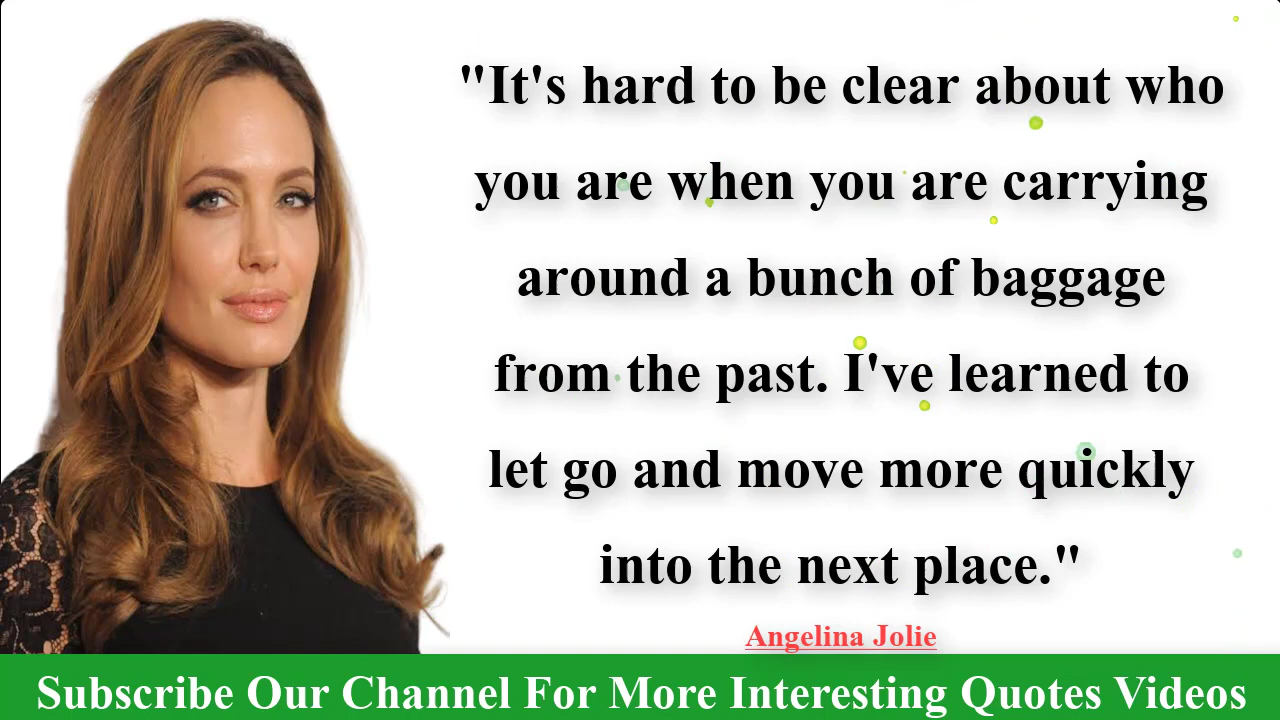 "It's hard to be clear about who
you are when you are carrying
around a bunch of baggage
from the past. I've learned to
let go and move more quickly
into the next place."
Angelina Jolie
Subscribe Our Channel For More Interesting Quotes Videos